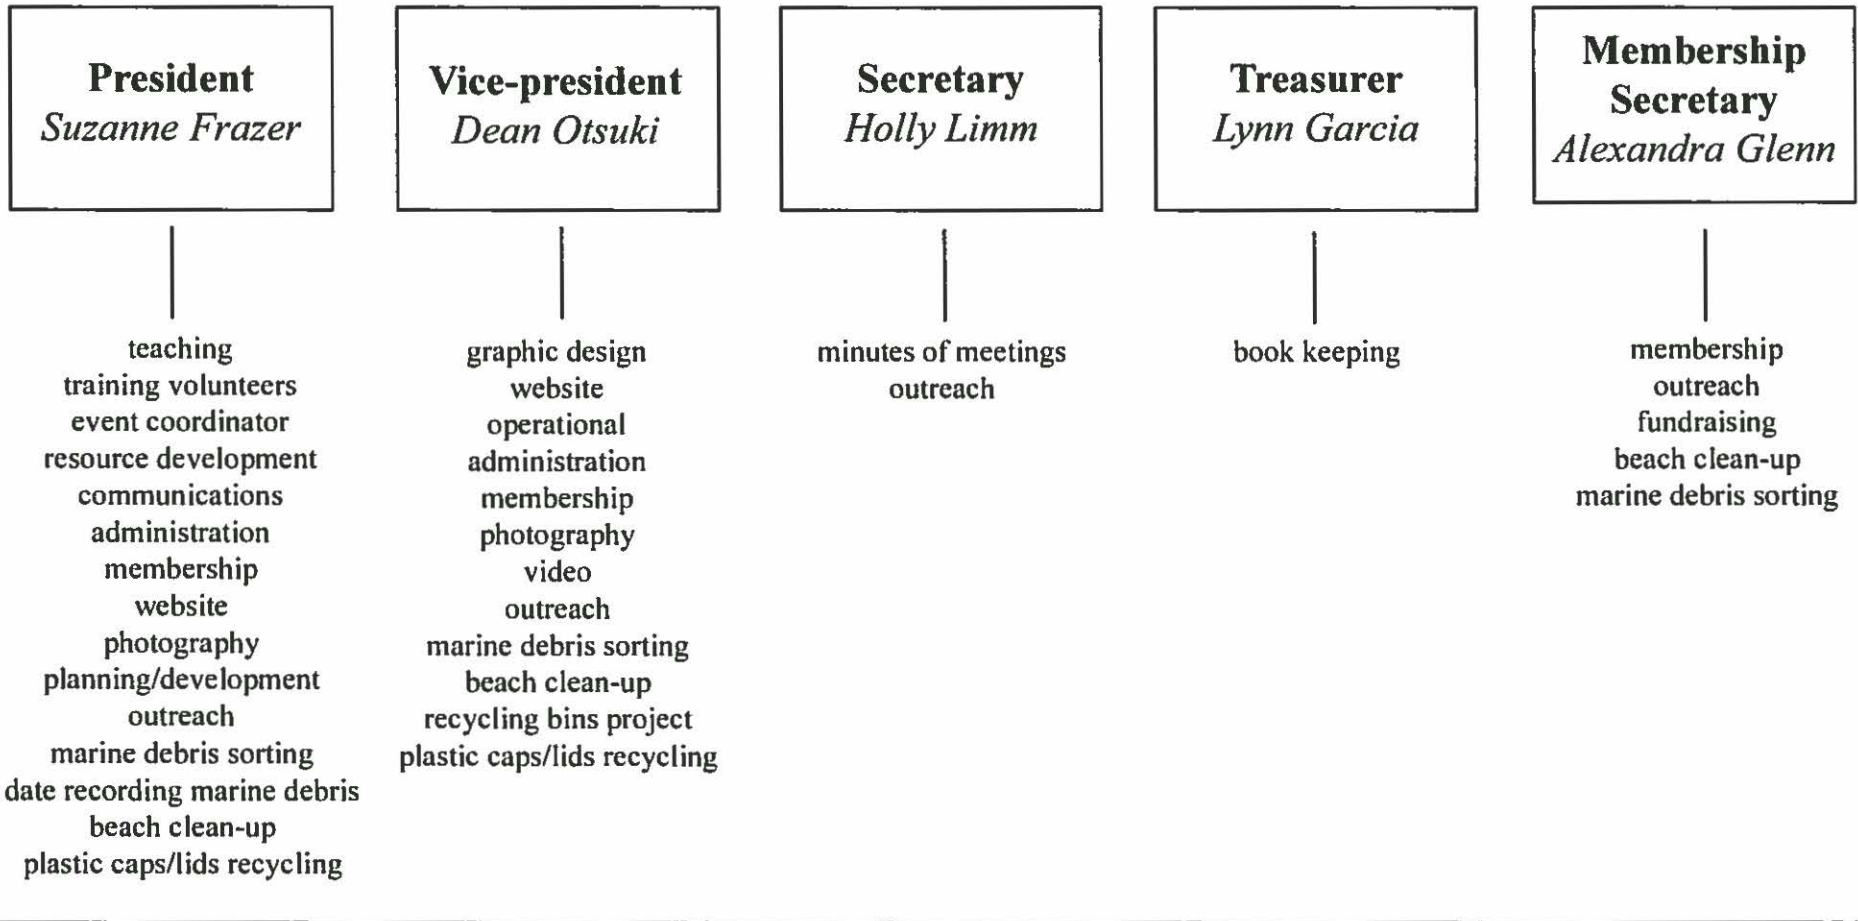 President
Suzanne Frazer
teaching
training volunteers
event coordinator
resource development
communications
administration
membership
website
photography
planning/development
outreach
marine debris sorting
date recording marine debris
beach clean-up
plastic caps/lids recycling
Vice-president
Dean Otsuki
graphic design
website
operational
administration
membership
photography
video
outreach
marine debris sorting
beach clean-up
recycling bins project
plastic caps/lids recycling
Secretary
Holly Limm
minutes of meetings
outreach
Treasurer
Lynn Garcia
book keeping
Membership
Secretary
Alexandra Glenn
membership
outreach
fundraising
beach clean-up
marine debris sorting